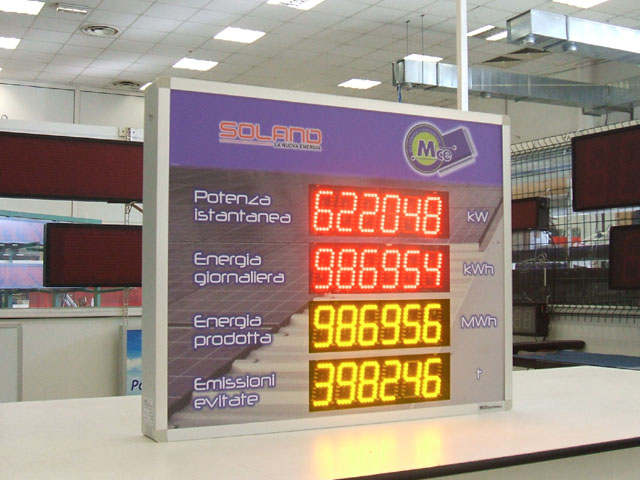 SOLAND
LA NUOVA ENERGIA
Mce
Potenza
istantanea
622048
kW
Energia
giornaliera
986954
kWh
Energia
prodotta
986956
MWh
Emissioni
evitate
398246
t